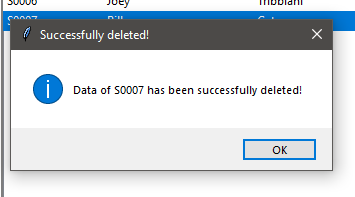 S0006 Joey Tribbiani
S0007
Successfully deleted!
Data of S0007 has been successfully deleted!
OK